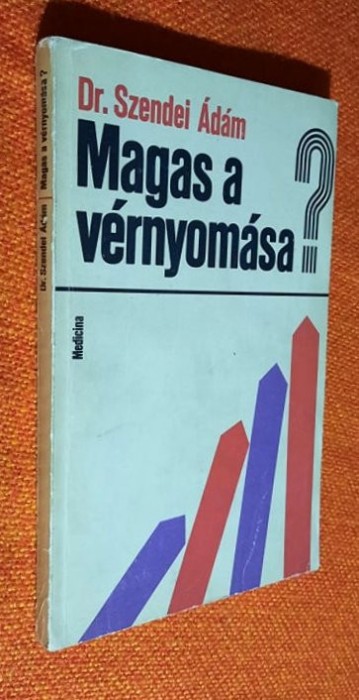 Dr. Szendei Ádám
Magas a
vérnyomása?
Medicina
Dr. Szendei Ádám | Magas a vérnyomása?